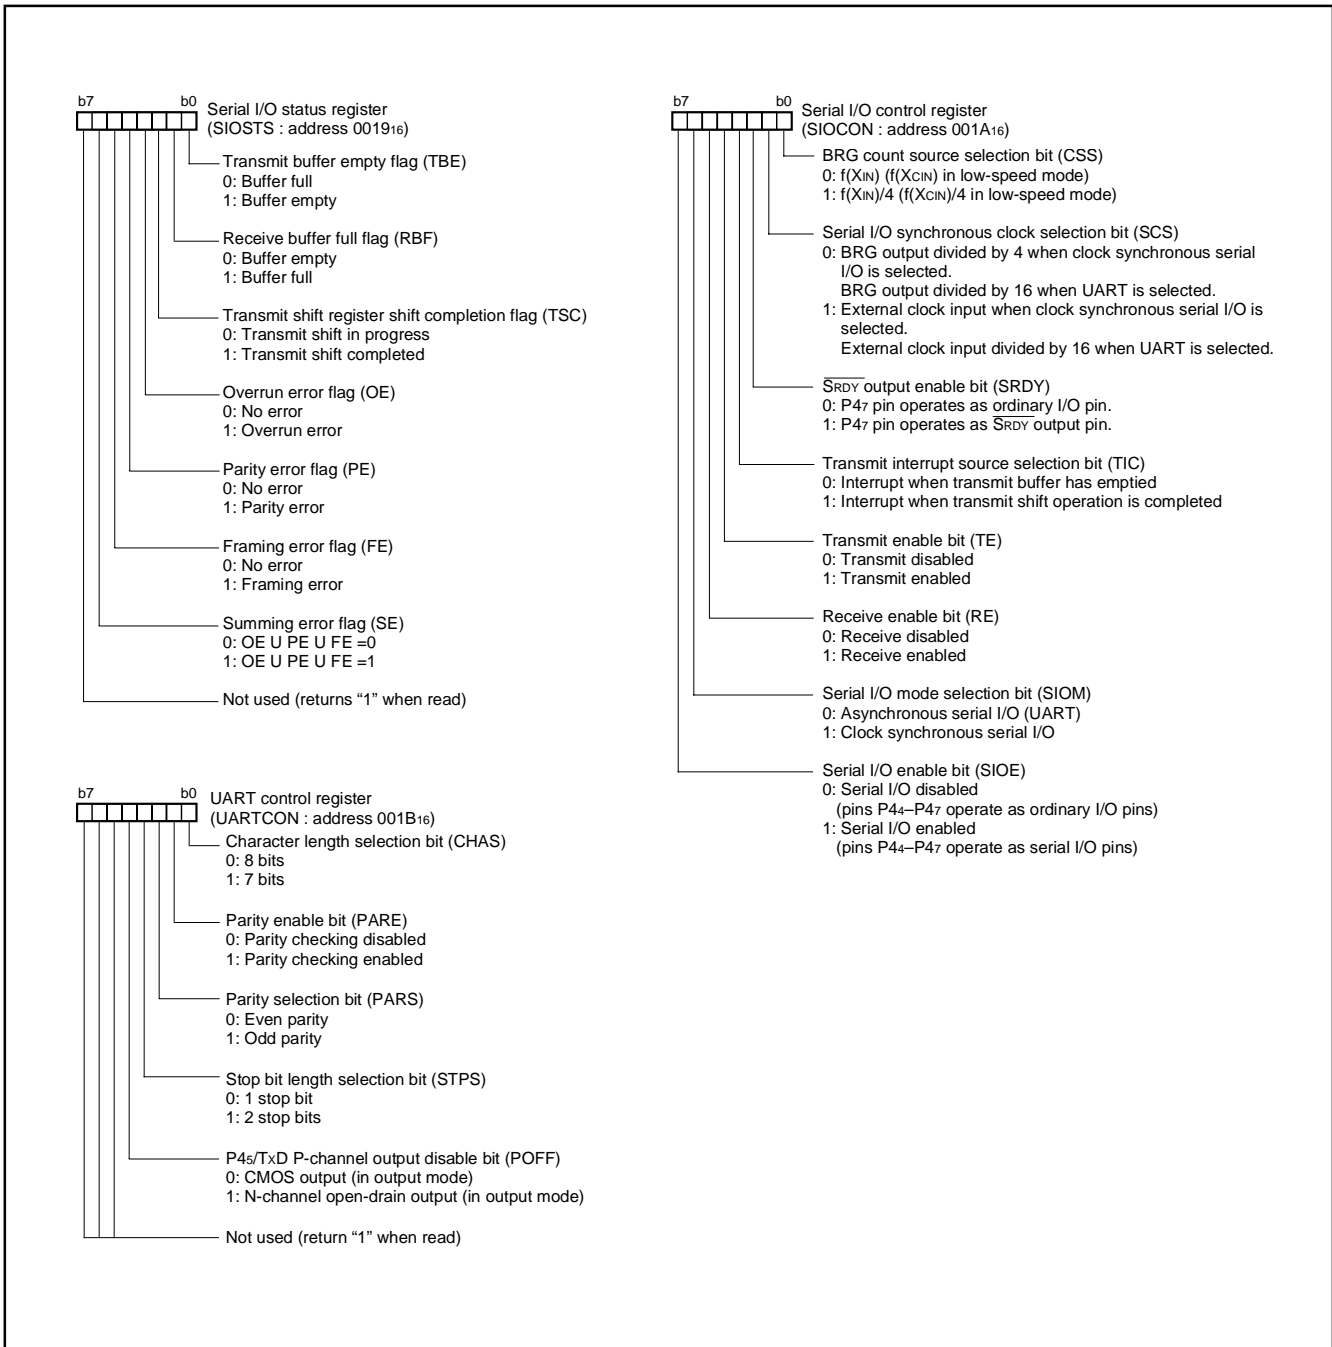 b7 b0 Serial I/O status register
(SIOSTS : address 0019₁₆)
Transmit buffer empty flag (TBE)
0: Buffer full
1: Buffer empty
Receive buffer full flag (RBF)
0: Buffer empty
1: Buffer full
Transmit shift register shift completion flag (TSC)
0: Transmit shift in progress
1: Transmit shift completed
Overrun error flag (OE)
0: No error
1: Overrun error
Parity error flag (PE)
0: No error
1: Parity error
Framing error flag (FE)
0: No error
1: Framing error
Summing error flag (SE)
0: OE U PE U FE =0
1: OE U PE U FE =1
Not used (returns “1” when read)
b7 b0 UART control register
(UARTCON : address 001B₁₆)
Character length selection bit (CHAS)
0: 8 bits
1: 7 bits
Parity enable bit (PARE)
0: Parity checking disabled
1: Parity checking enabled
Parity selection bit (PARS)
0: Even parity
1: Odd parity
Stop bit length selection bit (STPS)
0: 1 stop bit
1: 2 stop bits
P4₅/TxD P-channel output disable bit (POFF)
0: CMOS output (in output mode)
1: N-channel open-drain output (in output mode)
Not used (return “1” when read)
b7 b0 Serial I/O control register
(SIOCON : address 001A₁₆)
BRG count source selection bit (CSS)
0: f(XIN) (f(XCIN) in low-speed mode)
1: f(XIN)/4 (f(XCIN)/4 in low-speed mode)
Serial I/O synchronous clock selection bit (SCS)
0: BRG output divided by 4 when clock synchronous serial
I/O is selected.
BRG output divided by 16 when UART is selected.
1: External clock input when clock synchronous serial I/O is
selected.
External clock input divided by 16 when UART is selected.
S̅R̅D̅Y̅ output enable bit (SRDY)
0: P4₇ pin operates as ordinary I/O pin.
1: P4₇ pin operates as S̅R̅D̅Y̅ output pin.
Transmit interrupt source selection bit (TIC)
0: Interrupt when transmit buffer has emptied
1: Interrupt when transmit shift operation is completed
Transmit enable bit (TE)
0: Transmit disabled
1: Transmit enabled
Receive enable bit (RE)
0: Receive disabled
1: Receive enabled
Serial I/O mode selection bit (SIOM)
0: Asynchronous serial I/O (UART)
1: Clock synchronous serial I/O
Serial I/O enable bit (SIOE)
0: Serial I/O disabled
(pins P4₄–P4₇ operate as ordinary I/O pins)
1: Serial I/O enabled
(pins P4₄–P4₇ operate as serial I/O pins)